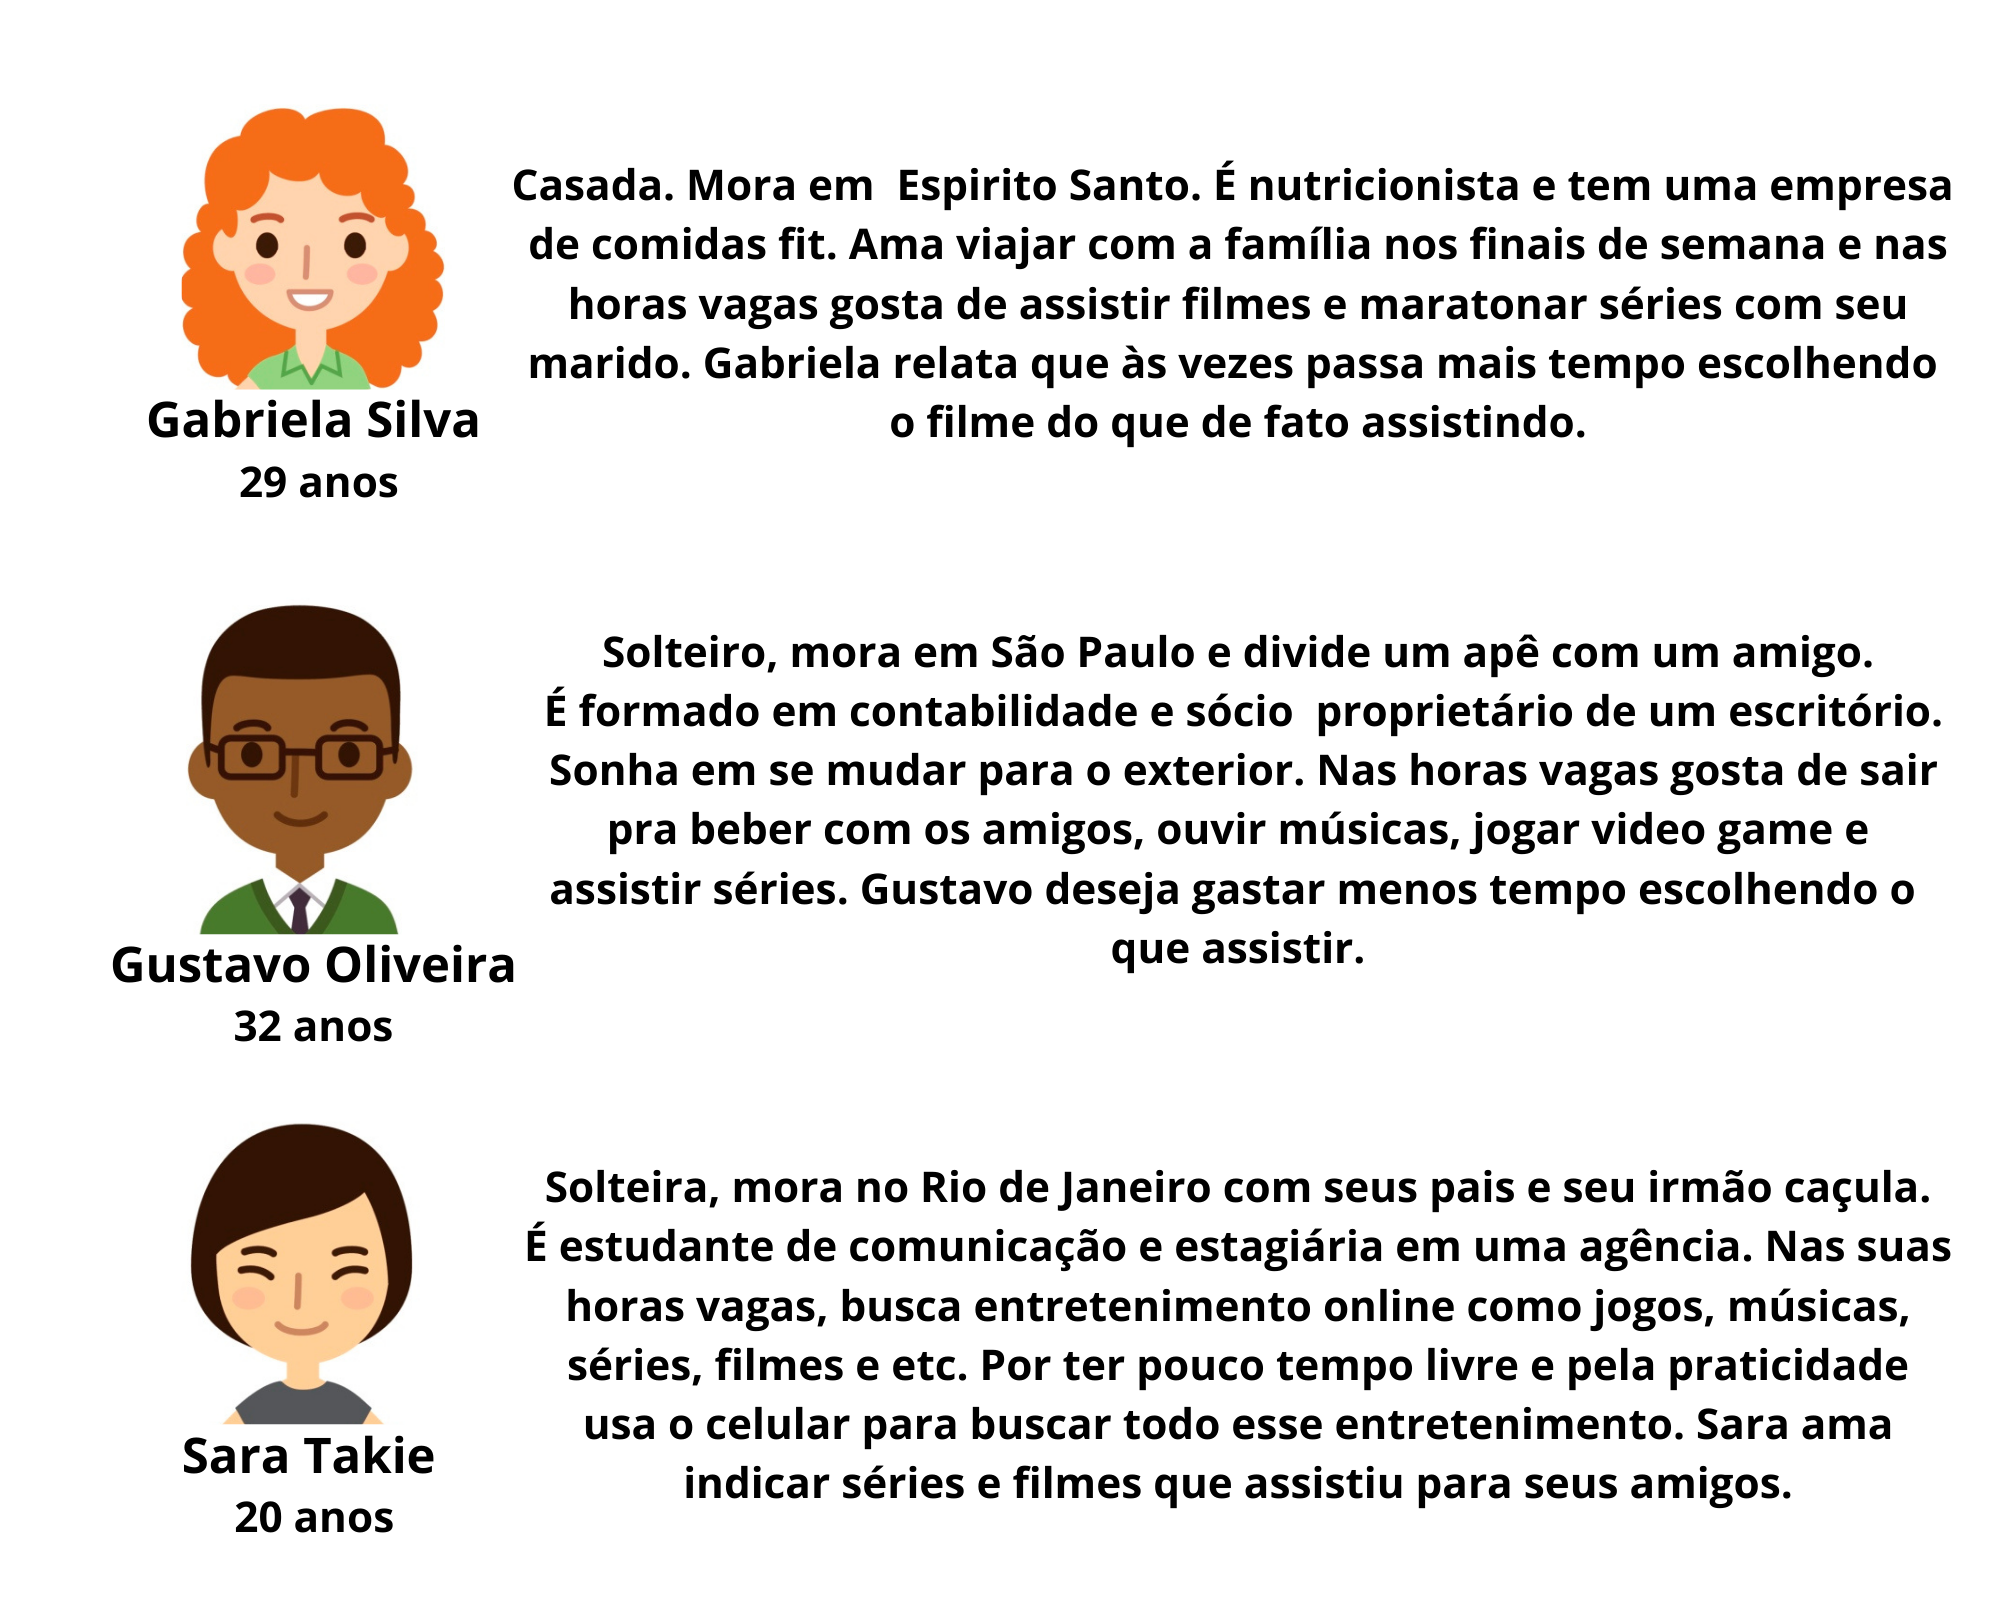 Casada. Mora em  Espirito Santo. É nutricionista e tem uma empresa
de comidas fit. Ama viajar com a família nos finais de semana e nas
horas vagas gosta de assistir filmes e maratonar séries com seu
marido. Gabriela relata que às vezes passa mais tempo escolhendo
o filme do que de fato assistindo.
Gabriela Silva
29 anos
Solteiro, mora em São Paulo e divide um apê com um amigo.
É formado em contabilidade e sócio  proprietário de um escritório.
Sonha em se mudar para o exterior. Nas horas vagas gosta de sair
pra beber com os amigos, ouvir músicas, jogar video game e
assistir séries. Gustavo deseja gastar menos tempo escolhendo o
que assistir.
Gustavo Oliveira
32 anos
Solteira, mora no Rio de Janeiro com seus pais e seu irmão caçula.
É estudante de comunicação e estagiária em uma agência. Nas suas
horas vagas, busca entretenimento online como jogos, músicas,
séries, filmes e etc. Por ter pouco tempo livre e pela praticidade
usa o celular para buscar todo esse entretenimento. Sara ama
indicar séries e filmes que assistiu para seus amigos.
Sara Takie
20 anos